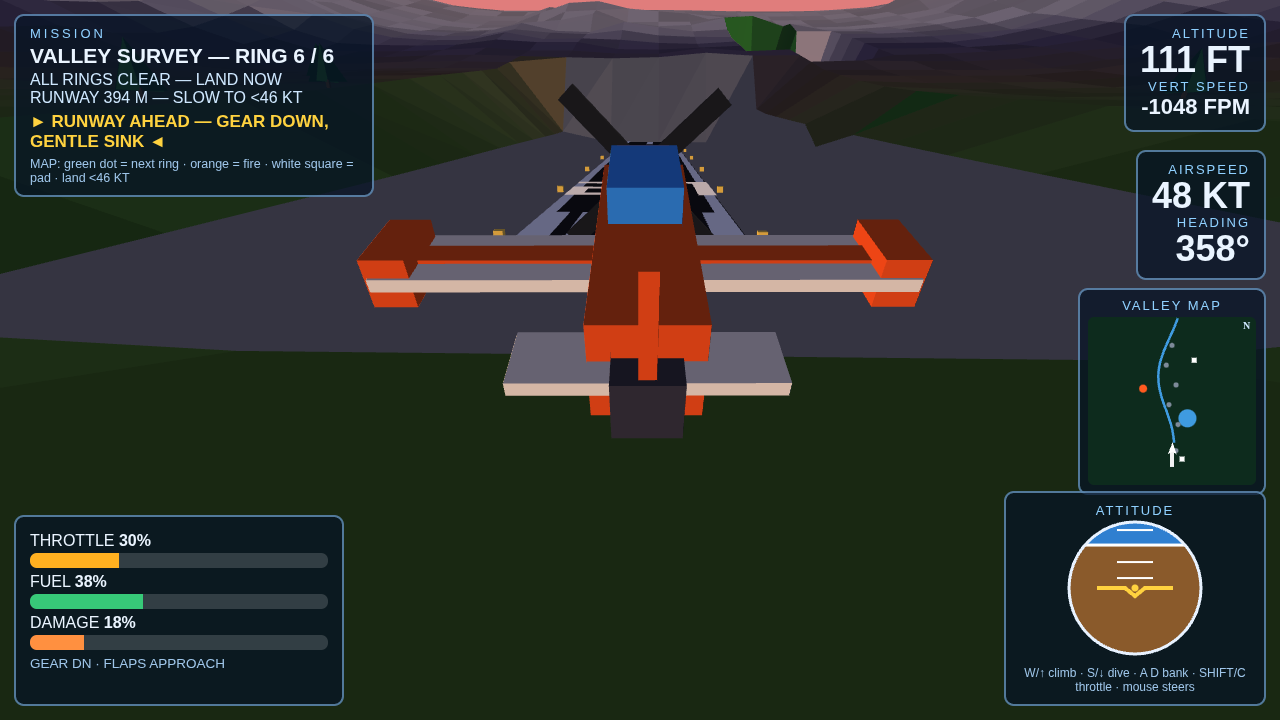 MISSION
VALLEY SURVEY — RING 6 / 6
ALL RINGS CLEAR — LAND NOW
RUNWAY 394 M — SLOW TO <46 KT
► RUNWAY AHEAD — GEAR DOWN,
GENTLE SINK ◄
MAP: green dot = next ring · orange = fire · white square =
pad · land <46 KT
ALTITUDE
111 FT
VERT SPEED
-1048 FPM
AIRSPEED
48 KT
HEADING
358°
VALLEY MAP
N
THROTTLE 30%
FUEL 38%
DAMAGE 18%
GEAR DN · FLAPS APPROACH
ATTITUDE
W/↑ climb · S/↓ dive · A D bank · SHIFT/C
throttle · mouse steers